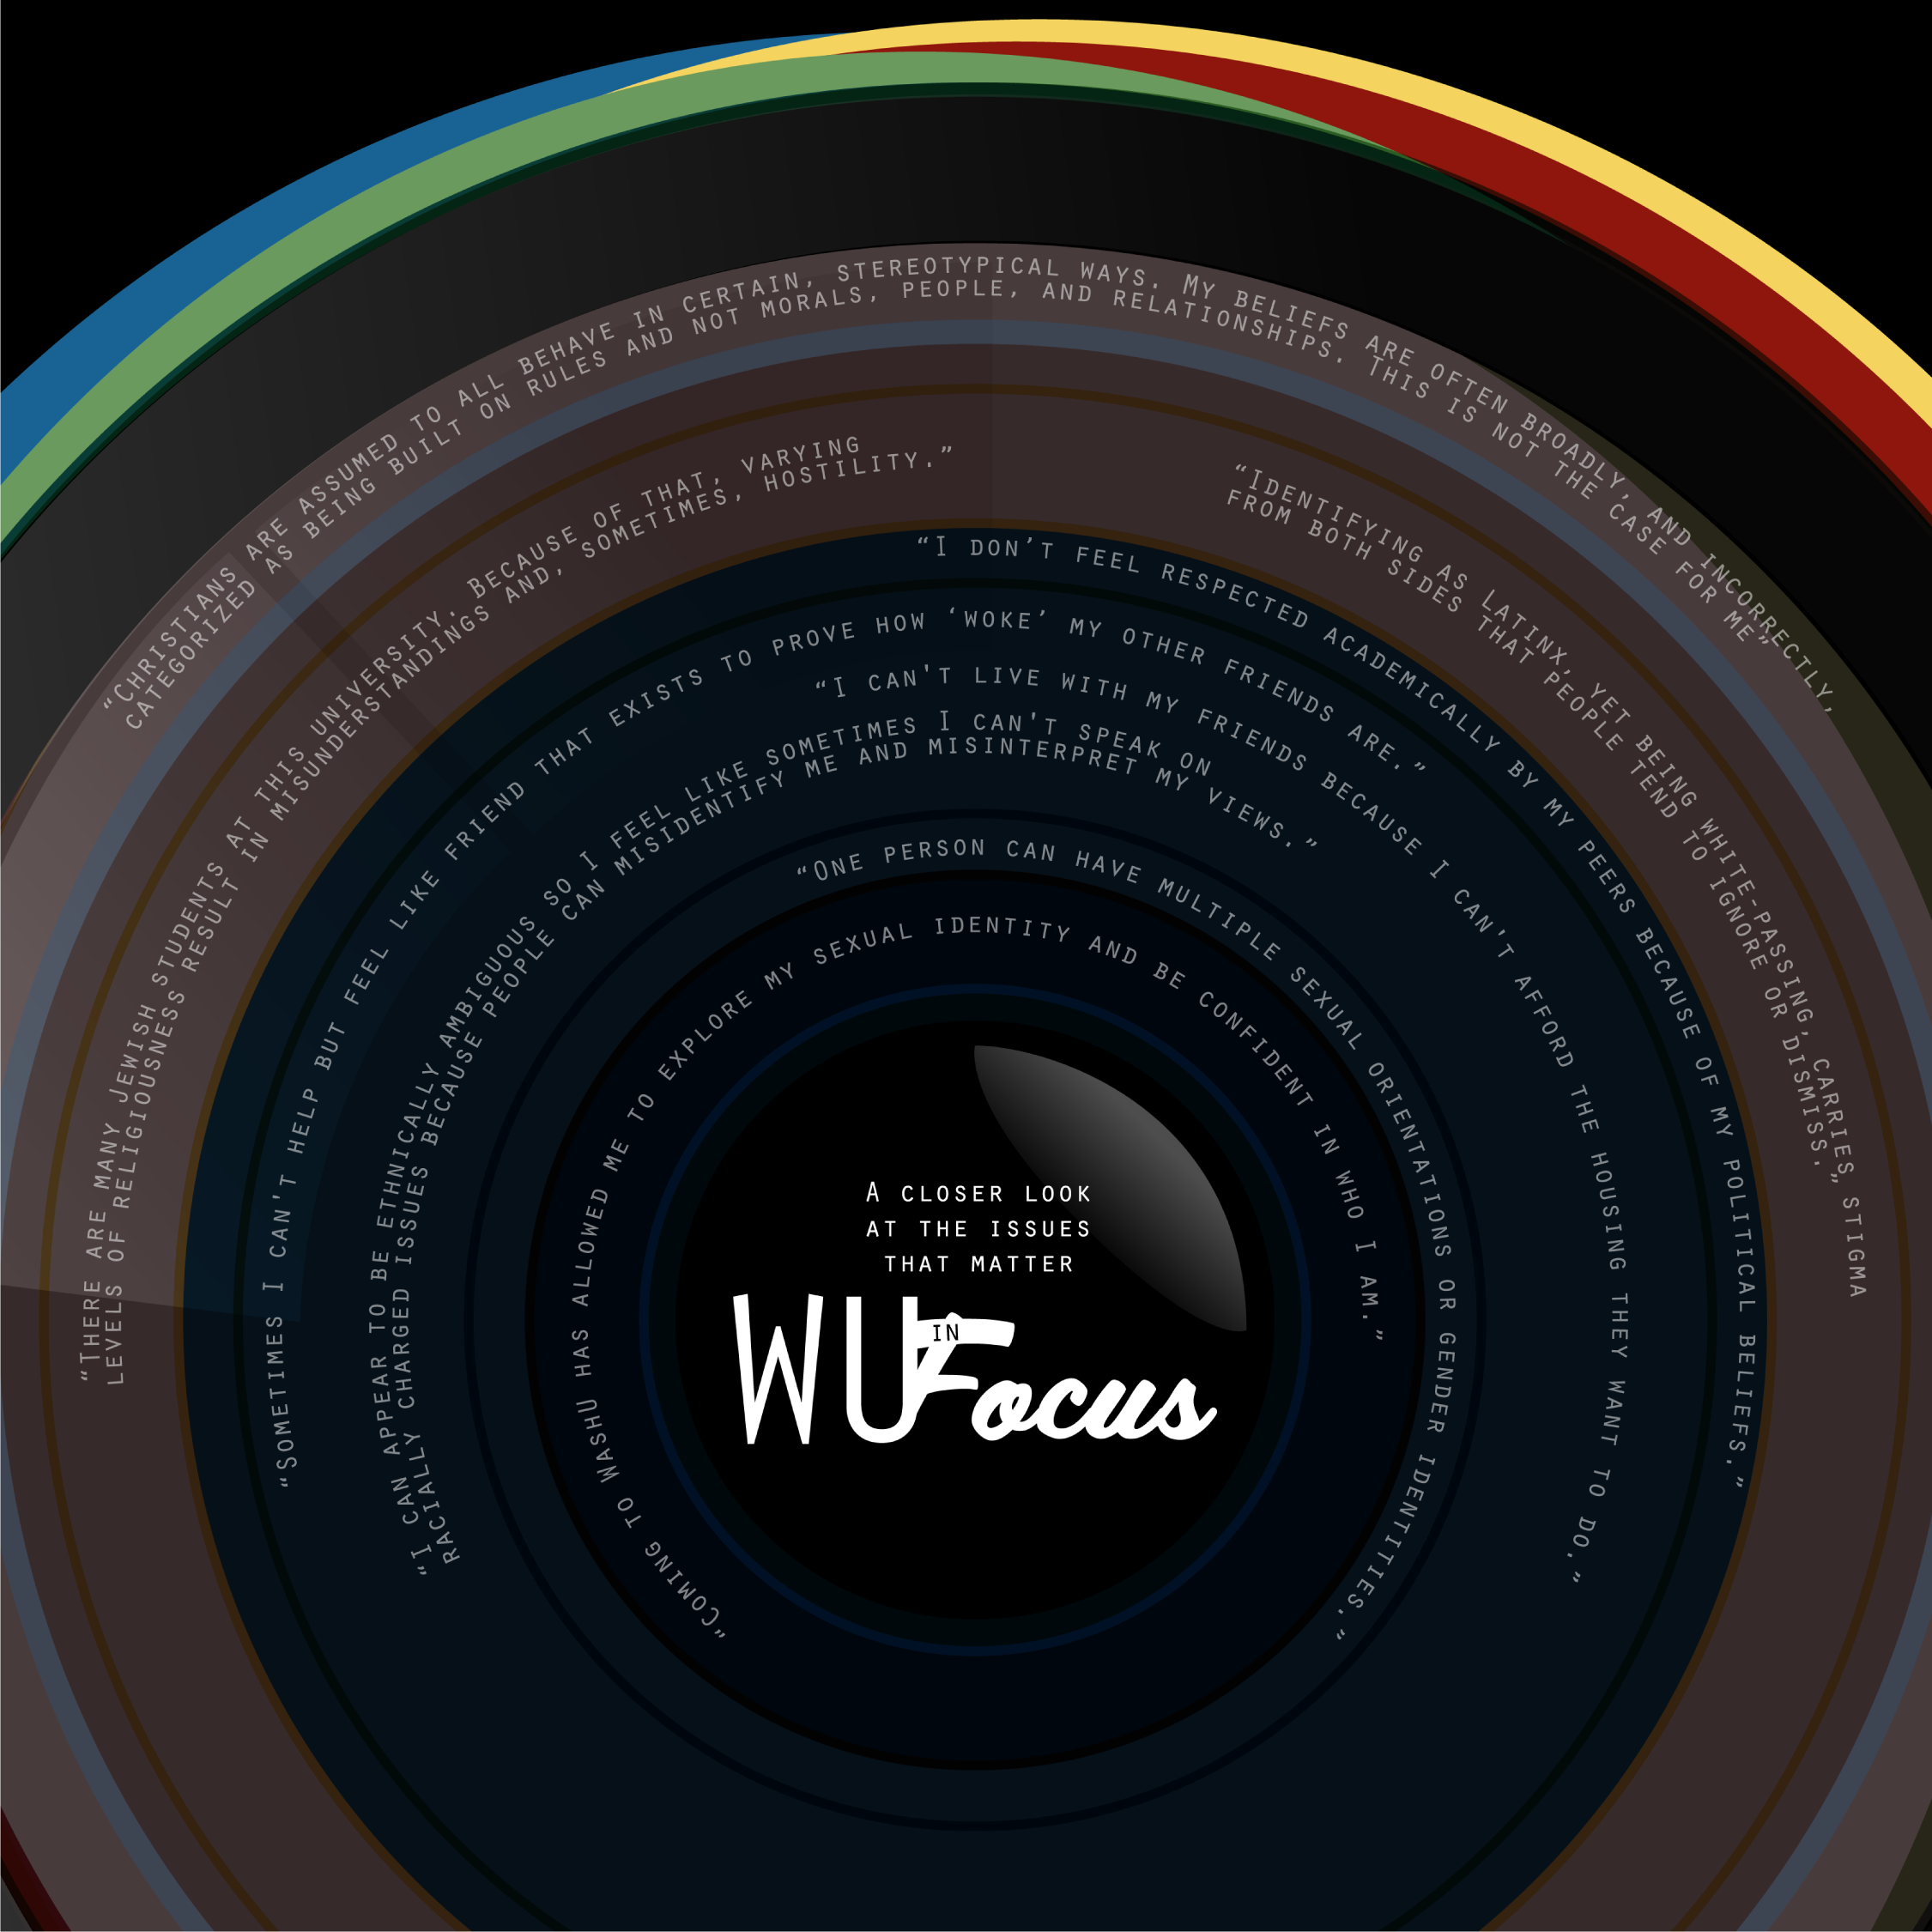 “Christians are assumed to all behave in certain, stereotypical ways. My beliefs are often broadly, and incorrectly,
categorized as being built on rules and not morals, people, and relationships. This is not the case for me”
“There are many Jewish students at this university. Because of that, varying
levels of religiousness result in misunderstandings and, sometimes, hostility.”
“Identifying as Latinx, yet being white-passing, carries stigma
from both sides that people tend to ignore or dismiss.”
“I don’t feel respected academically by my peers because of my political beliefs.”
“Sometimes I can't help but feel like friend that exists to prove how ‘woke’ my other friends are.”
“I can't live with my friends because I can't afford the housing they want to do.“
“I can appear to be ethnically ambiguous so I feel like sometimes I can't speak on
racially charged issues because people can misidentify me and misinterpret my views.”
“One person can have multiple sexual orientations or gender identities.“
“Coming to WashU has allowed me to explore my sexual identity and be confident in who I am.”
A closer look
at the issues
that matter
WU IN Focus